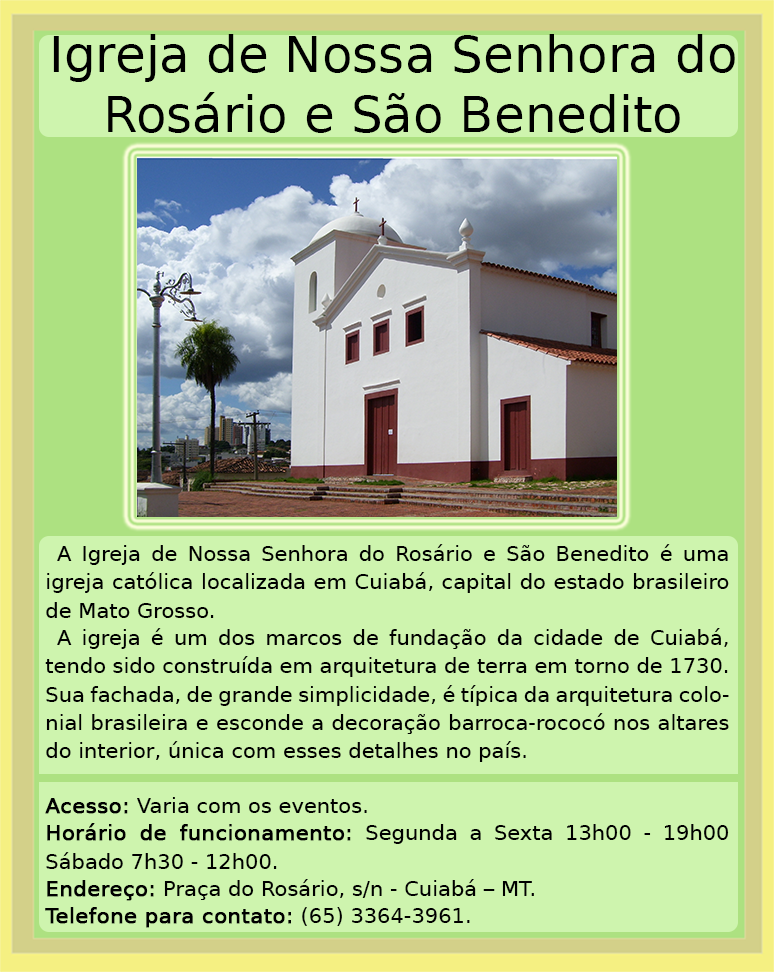 Igreja de Nossa Senhora do
Rosário e São Benedito
A Igreja de Nossa Senhora do Rosário e São Benedito é uma
igreja católica localizada em Cuiabá, capital do estado brasileiro
de Mato Grosso.
A igreja é um dos marcos de fundação da cidade de Cuiabá,
tendo sido construída em arquitetura de terra em torno de 1730.
Sua fachada, de grande simplicidade, é típica da arquitetura colo-
nial brasileira e esconde a decoração barroca-rococó nos altares
do interior, única com esses detalhes no país.
Acesso: Varia com os eventos.
Horário de funcionamento: Segunda a Sexta 13h00 - 19h00
Sábado 7h30 - 12h00.
Endereço: Praça do Rosário, s/n - Cuiabá – MT.
Telefone para contato: (65) 3364-3961.